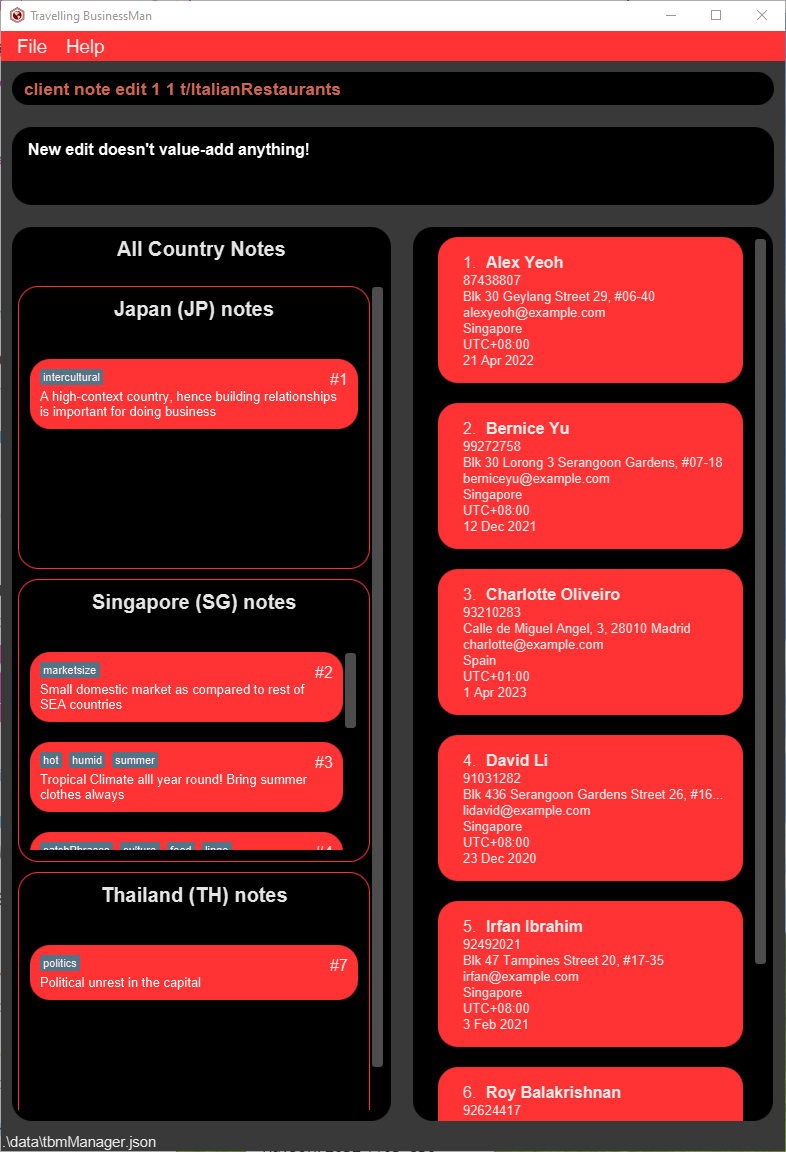 Travelling BusinessMan
File Help
client note edit 1 1 t/ItalianRestaurants
New edit doesn't value-add anything!
All Country Notes
Japan (JP) notes
intercultural
#1
A high-context country, hence building relationships
is important for doing business
Singapore (SG) notes
marketsize
#2
Small domestic market as compared to rest of
SEA countries
hot humid summer
#3
Tropical Climate alll year round! Bring summer
clothes always
catchPhrases culture food lingo
#4
Thailand (TH) notes
politics
#7
Political unrest in the capital
1. Alex Yeoh
87438807
Blk 30 Geylang Street 29, #06-40
alexyeoh@example.com
Singapore
UTC+08:00
21 Apr 2022
2. Bernice Yu
99272758
Blk 30 Lorong 3 Serangoon Gardens, #07-18
berniceyu@example.com
Singapore
UTC+08:00
12 Dec 2021
3. Charlotte Oliveiro
93210283
Calle de Miguel Angel, 3, 28010 Madrid
charlotte@example.com
Spain
UTC+01:00
1 Apr 2023
4. David Li
91031282
Blk 436 Serangoon Gardens Street 26, #16...
lidavid@example.com
Singapore
UTC+08:00
23 Dec 2020
5. Irfan Ibrahim
92492021
Blk 47 Tampines Street 20, #17-35
irfan@example.com
Singapore
UTC+08:00
3 Feb 2021
6. Roy Balakrishnan
92624417
.\data\tbmManager.json